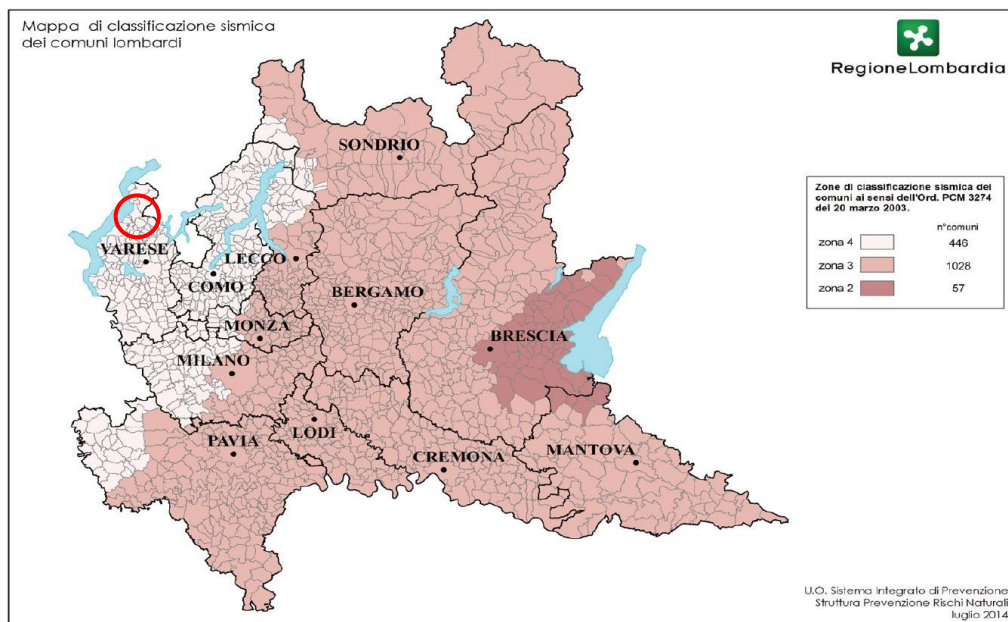 Mappa di classificazione sismica
dei comuni lombardi
RegioneLombardia
SONDRIO
VARESE
LECCO
COMO
BERGAMO
MONZA
BRESCIA
MILANO
PAVIA
LODI
CREMONA
MANTOVA
Zone di classificazione sismica dei
comuni ai sensi dell'Ord. PCM 3274
del 20 marzo 2003.
n°comuni
zona 4 446
zona 3 1028
zona 2 57
U.O. Sistema Integrato di Prevenzione
Struttura Prevenzione Rischi Naturali
luglio 2014